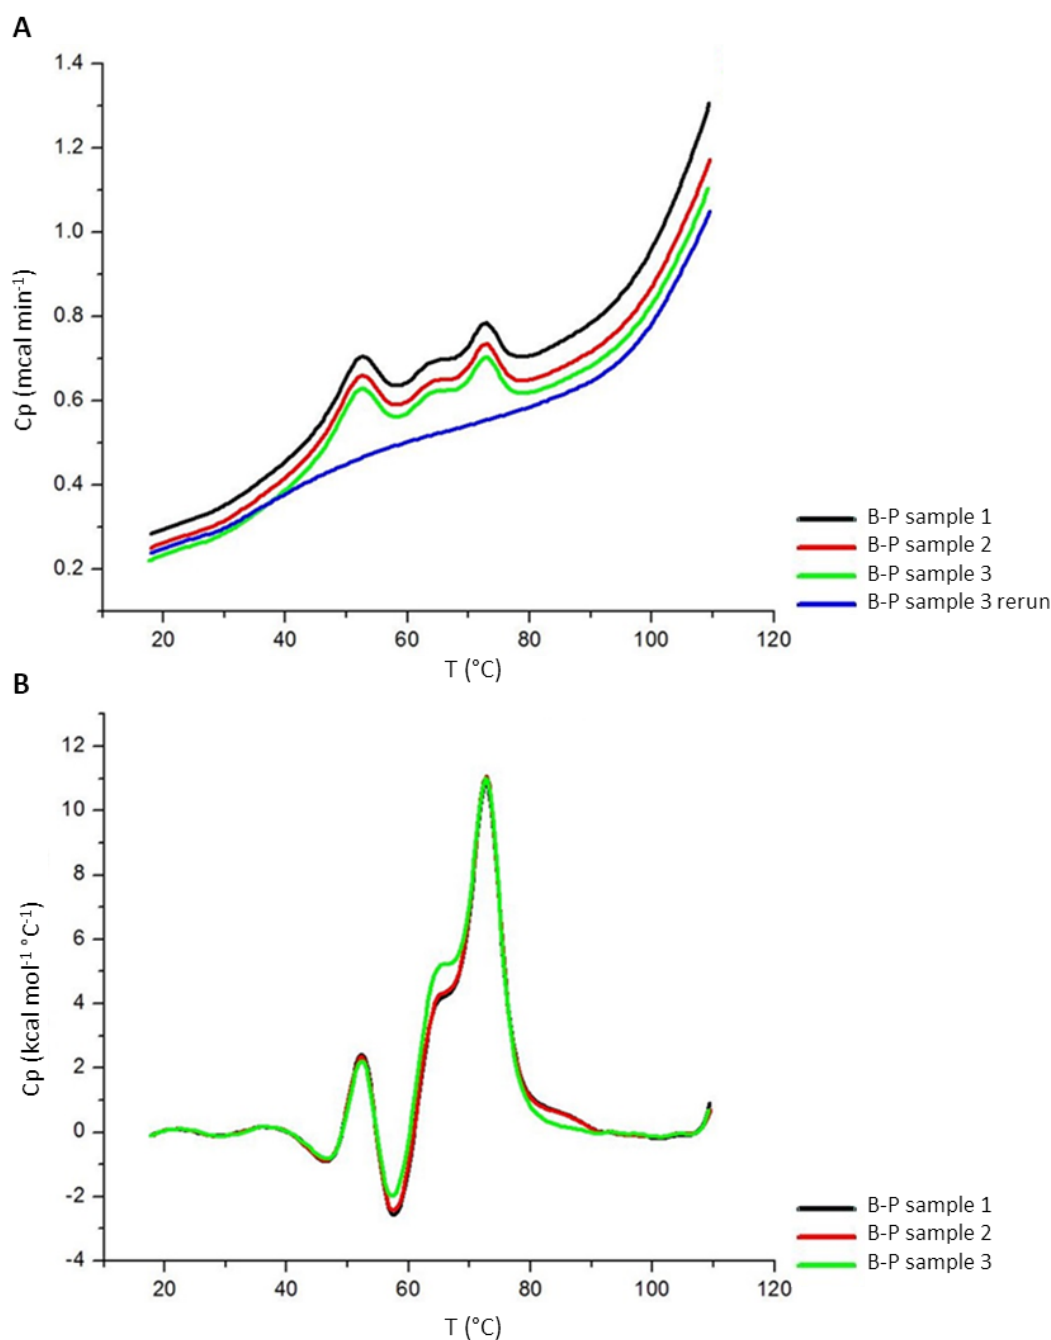 A
1.4
1.2
1.0
0.8
0.6
0.4
0.2
Cp (mcal min⁻¹)
20 40 60 80 100 120
T (°C)
B-P sample 1
B-P sample 2
B-P sample 3
B-P sample 3 rerun
B
12
10
8
6
4
2
0
-2
-4
Cp (kcal mol⁻¹ °C⁻¹)
20 40 60 80 100 120
T (°C)
B-P sample 1
B-P sample 2
B-P sample 3